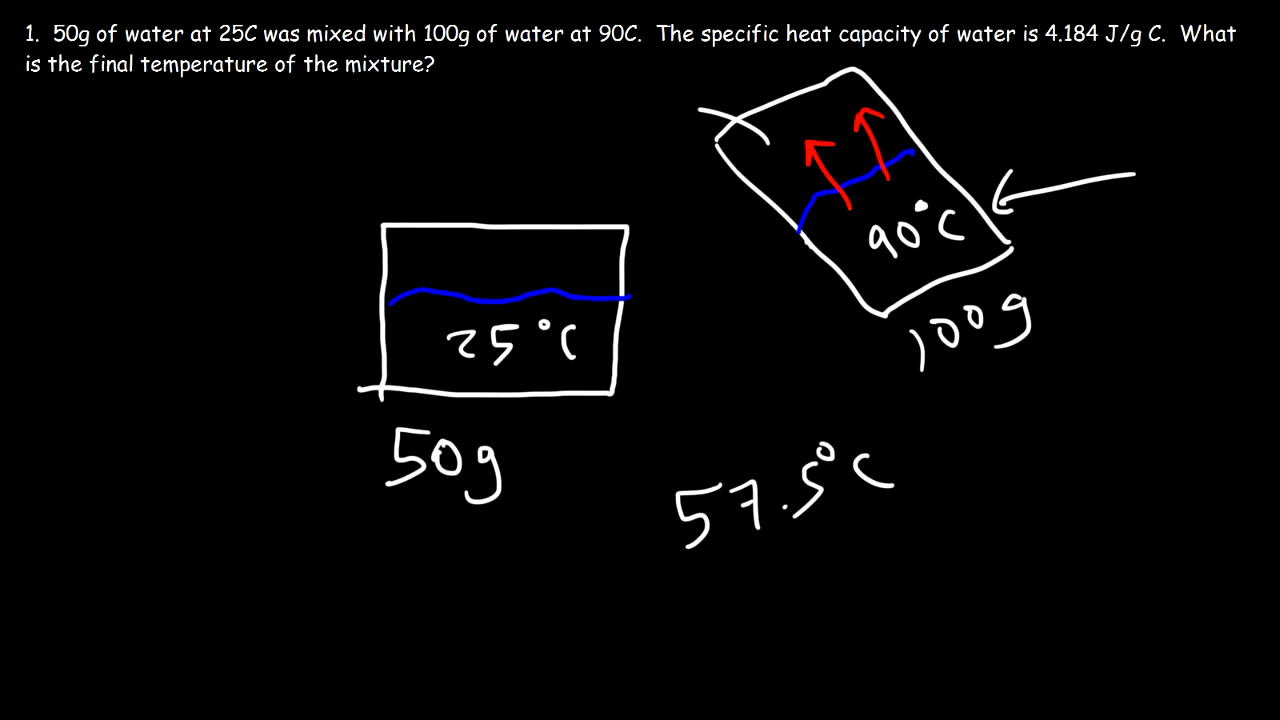 1. 50g of water at 25C was mixed with 100g of water at 90C. The specific heat capacity of water is 4.184 J/g C. What
is the final temperature of the mixture?
90°C
25°C
100g
50g
57.5°C